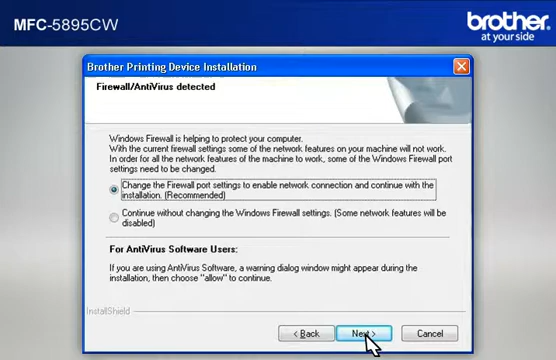 MFC-5895CW
brother
at your side
Brother Printing Device Installation
Firewall/AntiVirus detected
Windows Firewall is helping to protect your computer.
With the current firewall settings some of the network features on your machine will not work.
In order for all the network features of the machine to work, some of the Windows Firewall port
settings need to be changed.
Change the Firewall port settings to enable network connection and continue with the
installation. (Recommended)
Continue without changing the Windows Firewall settings. (Some network features will be
disabled)
For AntiVirus Software Users:
If you are using AntiVirus Software, a warning dialog window might appear during the
installation, then choose "allow" to continue.
InstallShield
< Back Next > Cancel